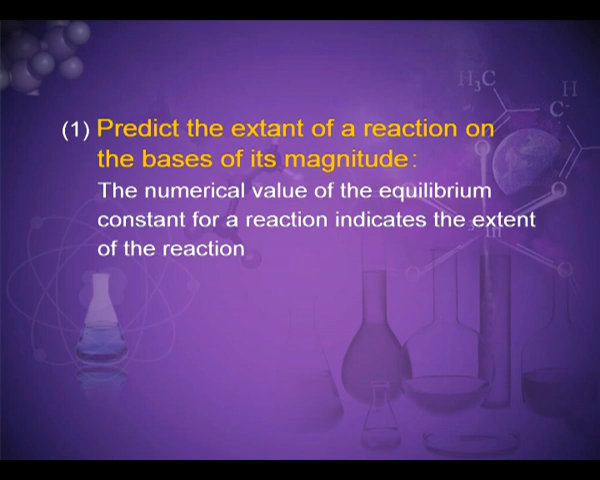 (1) Predict the extant of a reaction on
the bases of its magnitude:
The numerical value of the equilibrium
constant for a reaction indicates the extent
of the reaction
H₃C
H
C